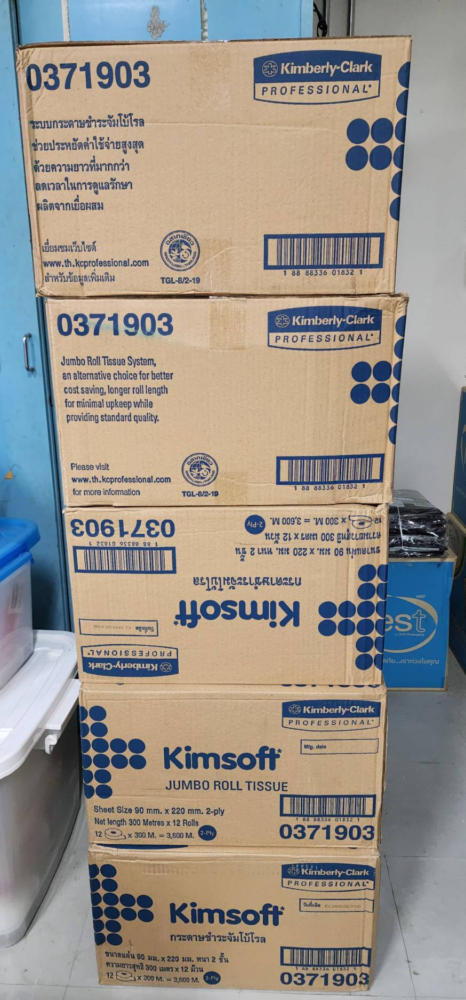 0371903
Kimberly-Clark
PROFESSIONAL*
ระบบกระดาษชำระจัมโบ้โรล
ช่วยประหยัดค่าใช้จ่ายสูงสุด
ด้วยความยาวที่มากกว่า
ลดเวลาในการดูแลรักษา
ผลิตจากเยื่อผสม
เยี่ยมชมเว็บไซด์
www.th.kcprofessional.com
สำหรับข้อมูลเพิ่มเติม
ฉลากเขียว
GREEN LABEL : THAILAND
TGL-8/2-19
1 88 88336 01832 1
0371903
Kimberly-Clark
PROFESSIONAL*
Jumbo Roll Tissue System,
an alternative choice for better
cost saving, longer roll length
for minimal upkeep while
providing standard quality.
Please visit
www.th.kcprofessional.com
for more information
ฉลากเขียว
GREEN LABEL : THAILAND
TGL-8/2-19
1 88 88336 01832 1
Kimberly-Clark
PROFESSIONAL*
วันที่ผลิต EZ 24/01/25 A166
Kimsoft*
กระดาษชำระจัมโบ้โรล
ขนาดแผ่น 90 มม. x 220 มม. หนา 2 ชั้น
ความยาวสุทธิ 300 เมตร x 12 ม้วน
12 x 300 M. = 3,600 M. 2-Ply
1 88 88336 01832 1
0371903
Kimberly-Clark
PROFESSIONAL*
Mfg. date
Kimsoft*
JUMBO ROLL TISSUE
Sheet Size 90 mm. x 220 mm. 2-ply
Net length 300 Metres x 12 Rolls
12 x 300 M. = 3,600 M. 2-Ply
1 88 88336 01832 1
0371903
Kimberly-Clark
PROFESSIONAL*
วันที่ผลิต EZ 24/01/25 A135
Kimsoft*
กระดาษชำระจัมโบ้โรล
ขนาดแผ่น 90 มม. x 220 มม. หนา 2 ชั้น
ความยาวสุทธิ 300 เมตร x 12 ม้วน
12 x 300 M. = 3,600 M. 2-Ply
1 88 88336 01832 1
0371903
est
by SCG Packaging
ภัย...เราห่วงใยคุณ